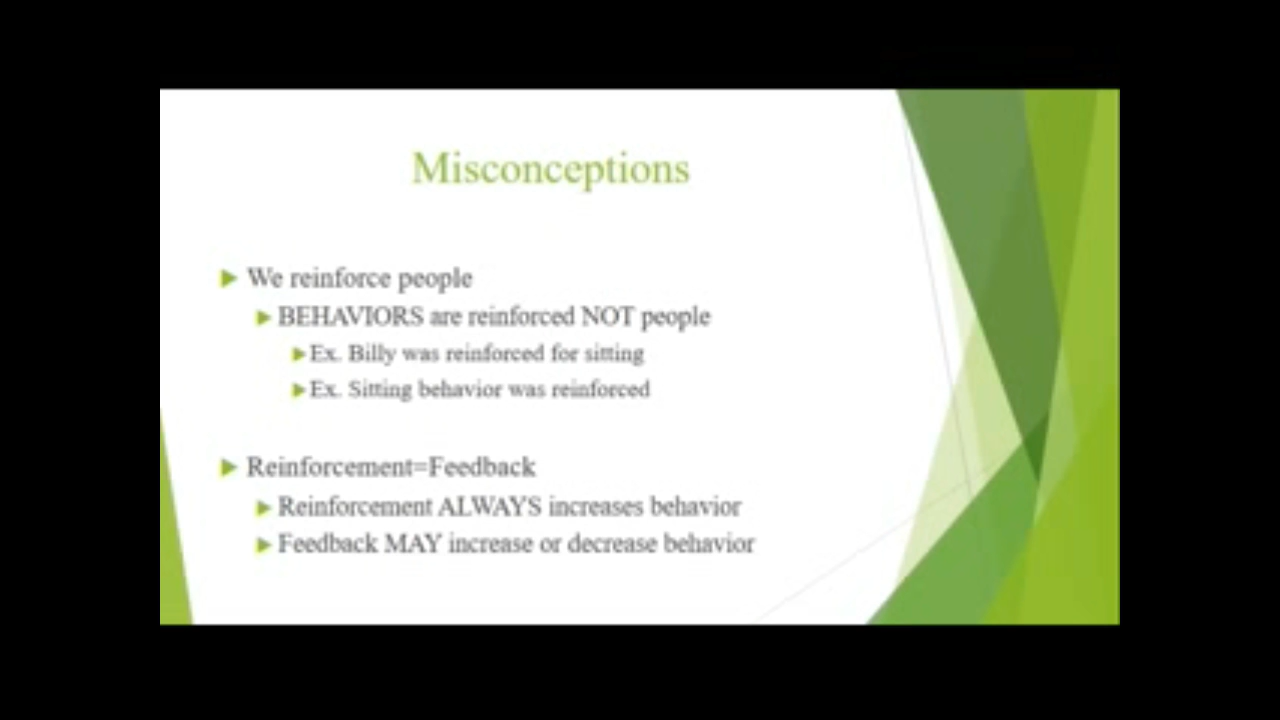 Misconceptions
We reinforce people
BEHAVIORS are reinforced NOT people
Ex. Billy was reinforced for sitting
Ex. Sitting behavior was reinforced
Reinforcement=Feedback
Reinforcement ALWAYS increases behavior
Feedback MAY increase or decrease behavior